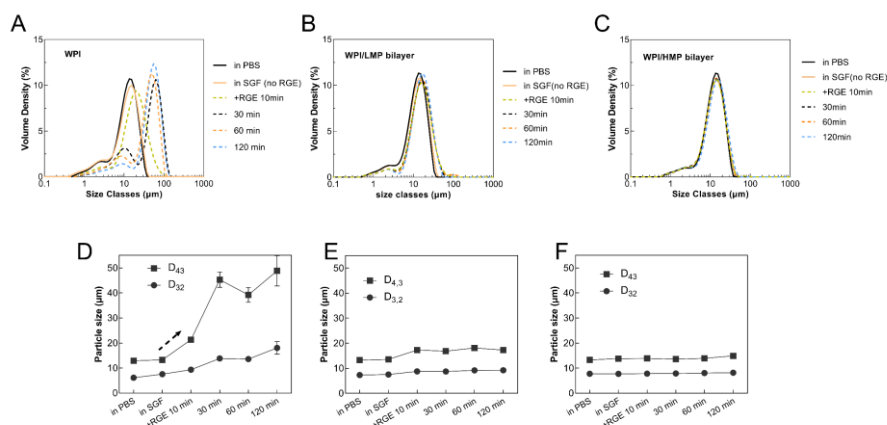 A
B
C
WPI
WPI/LMP bilayer
WPI/HMP bilayer
Volume Density (%)
15
10
5
0
0.1 1 10 100 1000
Size Classes (μm)
in PBS
in SGF (no RGE)
+RGE 10min
30 min
60 min
120 min
Volume Density (%)
15
10
5
0
0.1 1 10 100 1000
size classes (μm)
in PBS
in SGF(no RGE)
+RGE 10min
30min
60min
120min
Volume Density (%)
15
10
5
0
0.1 1 10 100 1000
Size Classes (μm)
in PBS
in SGF (no RGE)
+RGE 10min
30 min
60 min
120 min
D
E
F
Particle size (μm)
50
40
30
20
10
0
D43
D32
in PBS
in SGF
+RGE 10 min
30 min
60 min
120 min
Particle size (μm)
50
40
30
20
10
0
D4,3
D3,2
in PBS
in SGF
+RGE 10 min
30 min
60 min
120 min
Particle size (μm)
50
40
30
20
10
0
D43
D32
in PBS
in SGF
+RGE 10 min
30 min
60 min
120 min